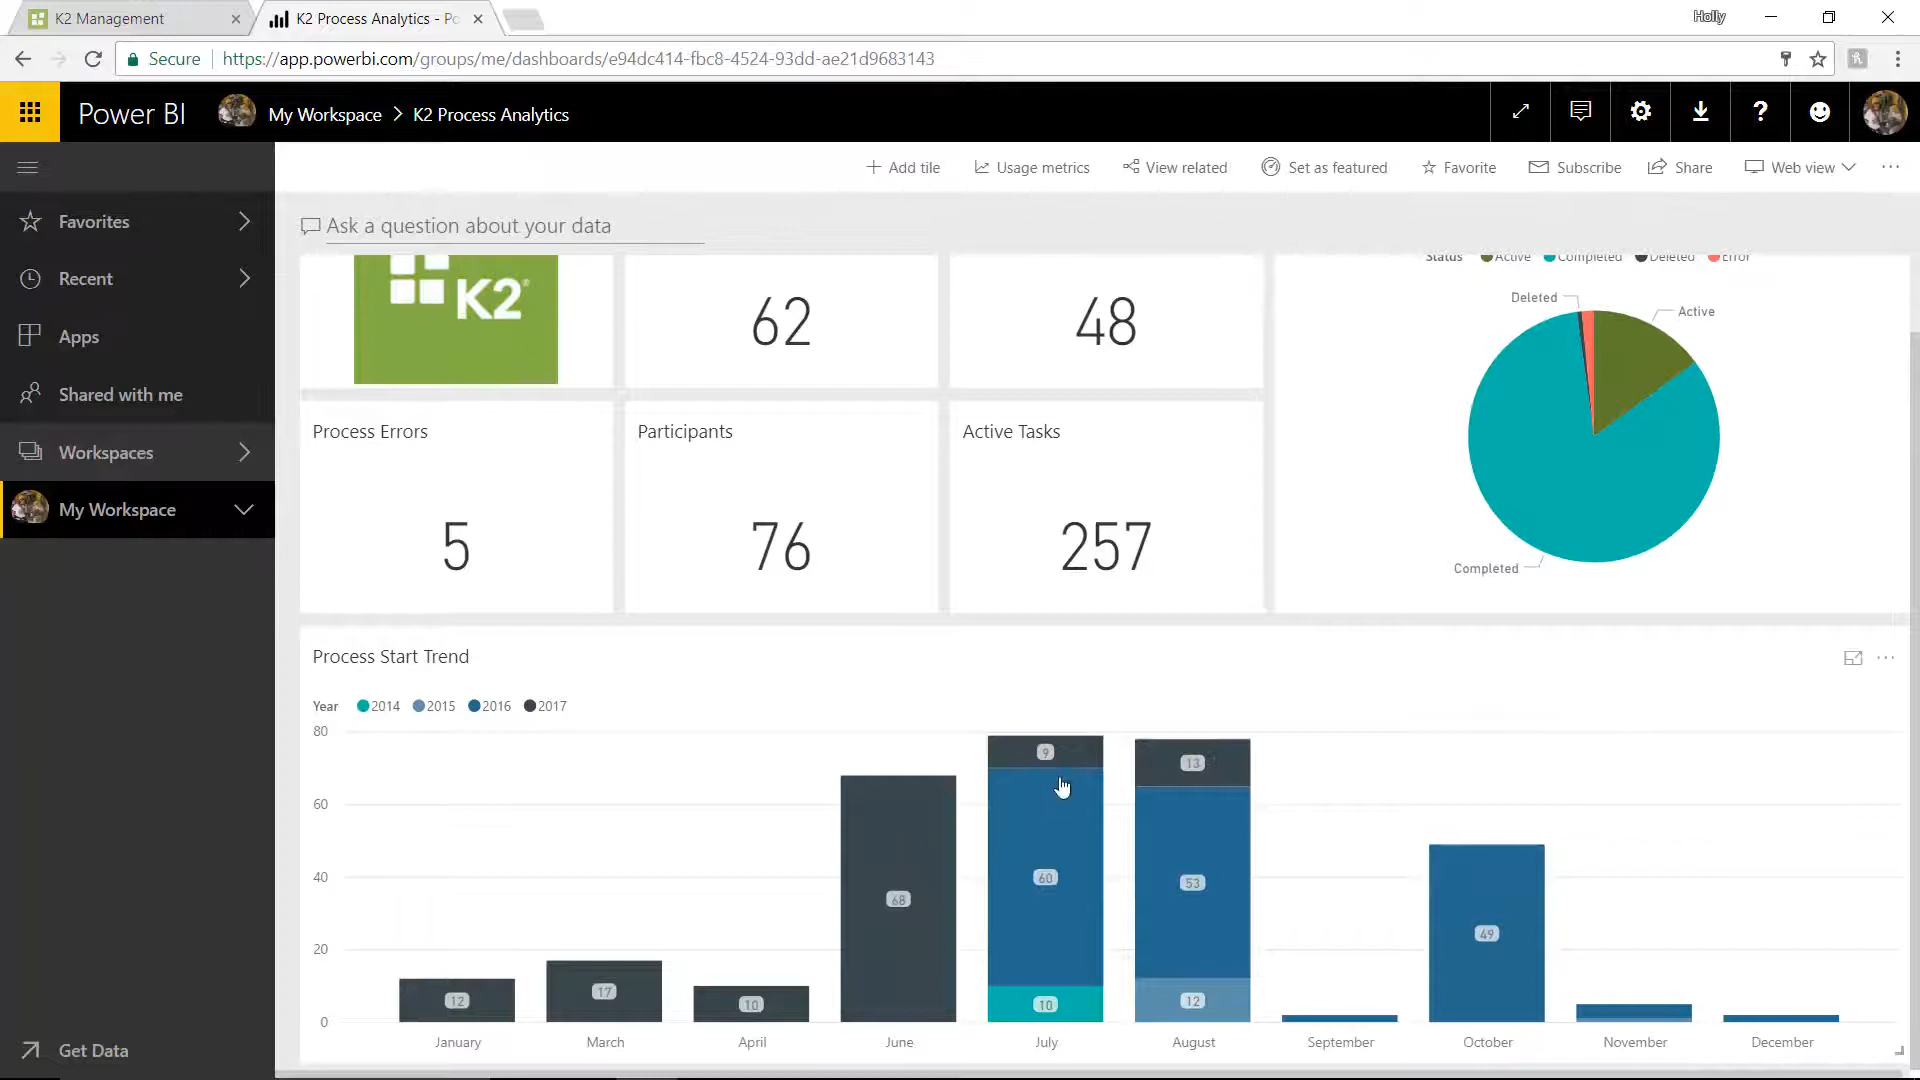 K2 Management
K2 Process Analytics - Po
Holly
Secure
https://app.powerbi.com/groups/me/dashboards/e94dc414-fbc8-4524-93dd-ae21d9683143
Power BI
My Workspace > K2 Process Analytics
?
Add tile
Usage metrics
View related
Set as featured
Favorite
Subscribe
Share
Web view
Favorites
Recent
Apps
Shared with me
Workspaces
My Workspace
Get Data
Ask a question about your data
K2
62
48
Status Active Completed Deleted Error
Deleted
Active
Completed
Process Errors
5
Participants
76
Active Tasks
257
Process Start Trend
Year 2014 2015 2016 2017
80
60
40
20
0
12
17
10
68
9
60
10
13
53
12
49
January March April June July August September October November December